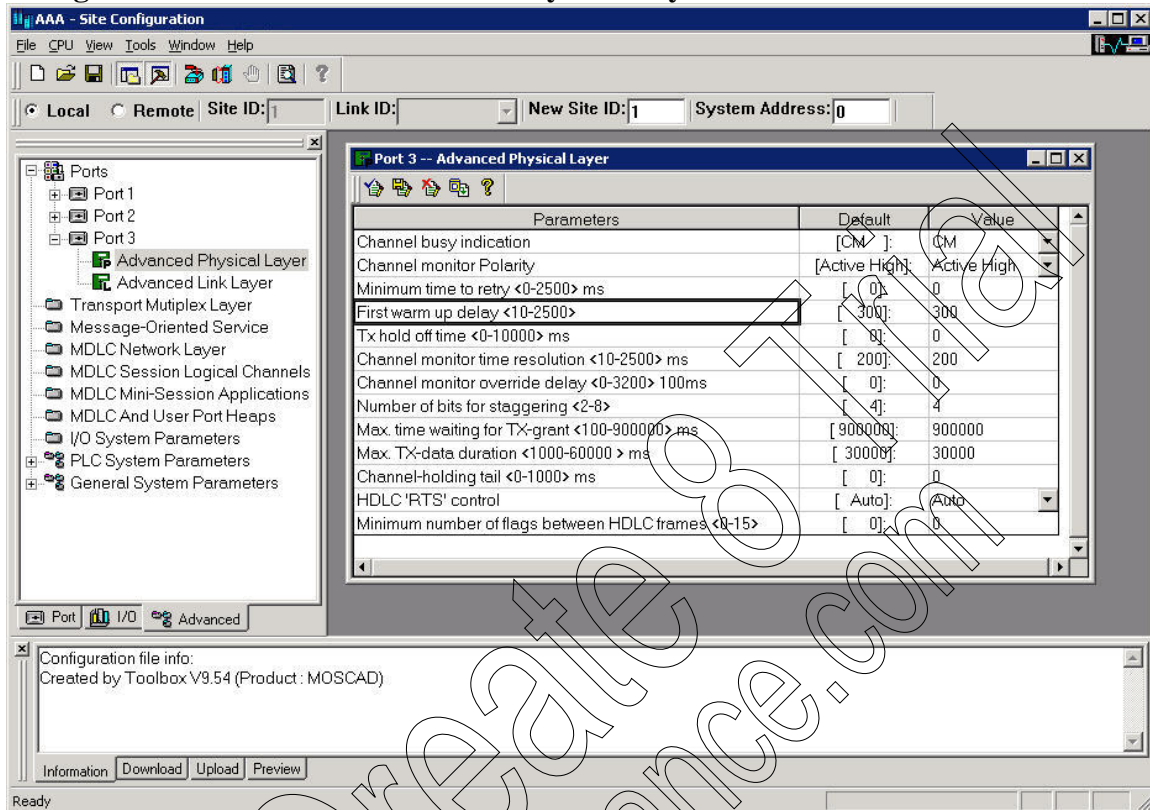 AAA - Site Configuration
File CPU View Tools Window Help
Local Remote Site ID: 1 Link ID: New Site ID: 1 System Address: 0
Ports
Port 1
Port 2
Port 3
Advanced Physical Layer
Advanced Link Layer
Transport Mutiplex Layer
Message-Oriented Service
MDLC Network Layer
MDLC Session Logical Channels
MDLC Mini-Session Applications
MDLC And User Port Heaps
I/O System Parameters
PLC System Parameters
General System Parameters
Port I/O Advanced
Port 3 -- Advanced Physical Layer
Parameters Default Value
Channel busy indication [CM ]: CM
Channel monitor Polarity [Active High]: Active High
Minimum time to retry <0-2500> ms [ 0]: 0
First warm up delay <10-2500> [ 300]: 300
Tx hold off time <0-10000> ms [ 0]: 0
Channel monitor time resolution <10-2500> ms [ 200]: 200
Channel monitor override delay <0-3200> 100ms [ 0]: 0
Number of bits for staggering <2-8> [ 4]: 4
Max. time waiting for TX-grant <100-900000> ms [ 900000]: 900000
Max. TX-data duration <1000-60000 > ms [ 30000]: 30000
Channel-holding tail <0-1000> ms [ 0]: 0
HDLC 'RTS' control [ Auto]: Auto
Minimum number of flags between HDLC frames <0-15> [ 0]: 0
Configuration file info:
Created by Toolbox V9.54 (Product : MOSCAD)
Information Download Upload Preview
Ready
create 8 Trial
ance.com